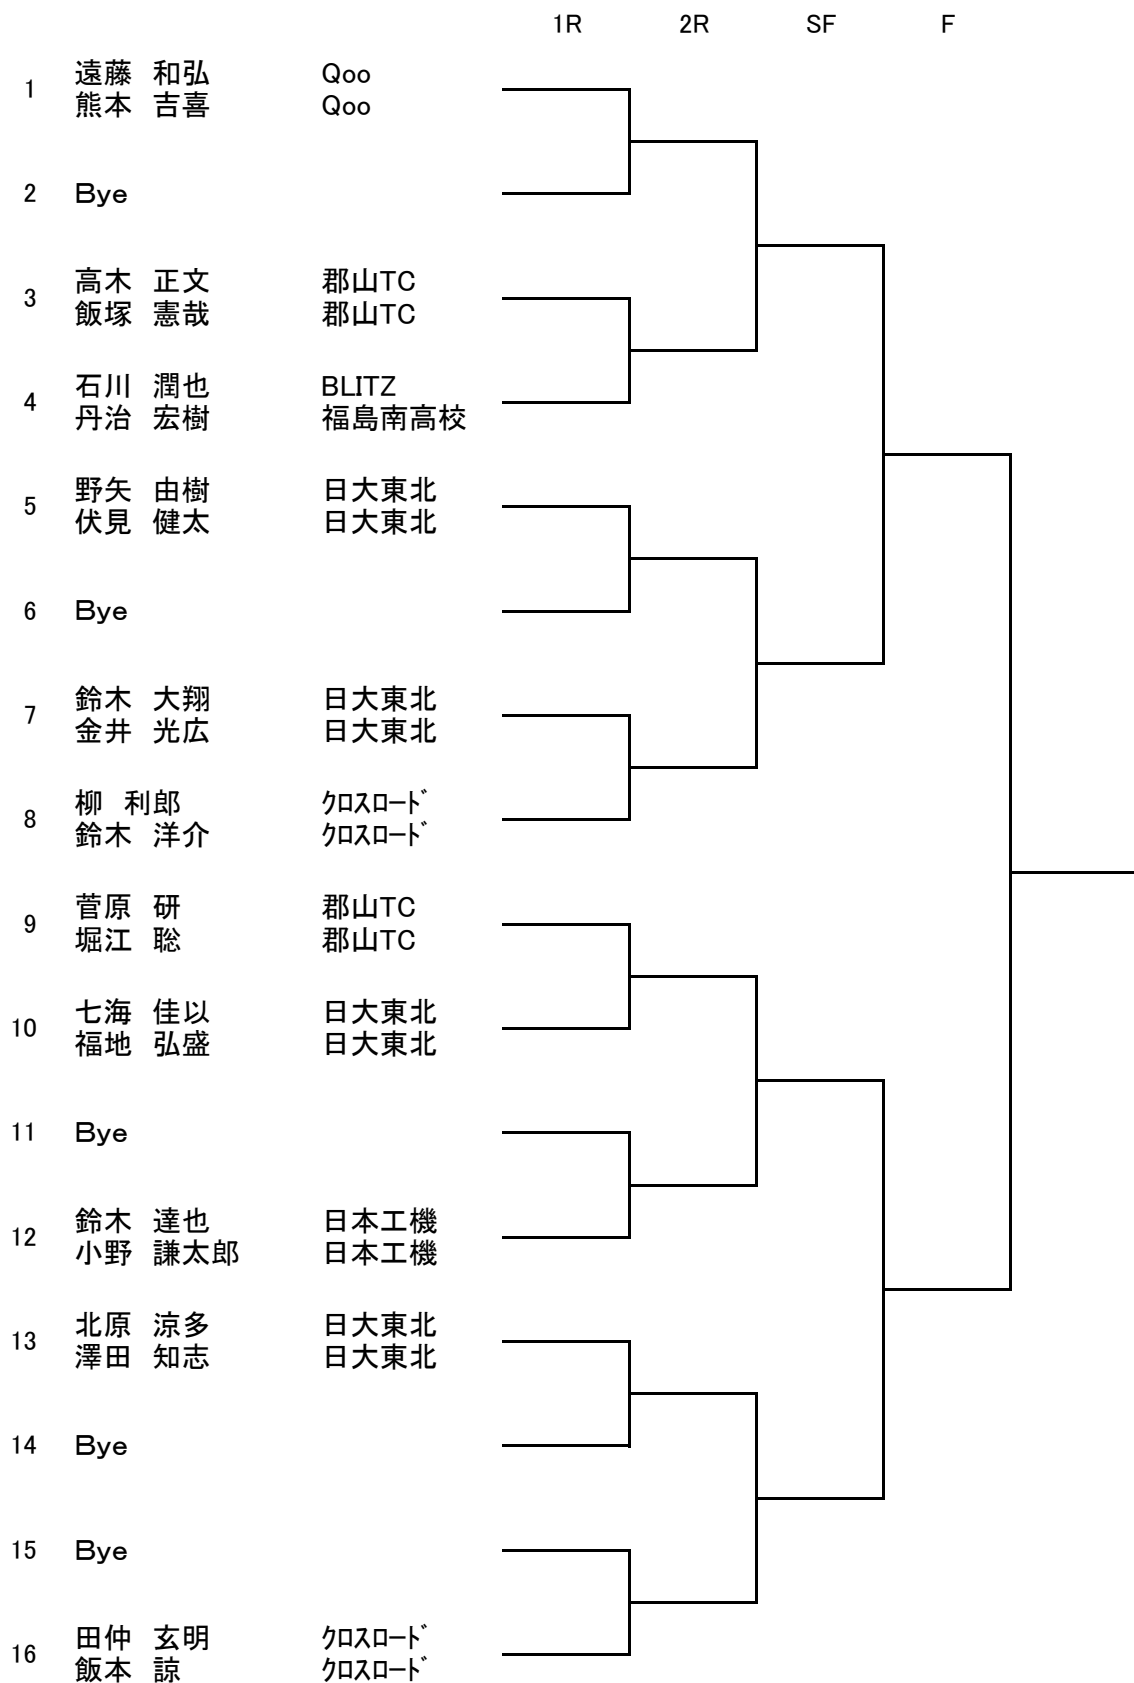 1R 2R SF F
1 遠藤 和弘 Qoo
熊本 吉喜 Qoo
2 Bye
3 高木 正文 郡山TC
飯塚 憲哉 郡山TC
4 石川 潤也 BLITZ
丹治 宏樹 福島南高校
5 野矢 由樹 日大東北
伏見 健太 日大東北
6 Bye
7 鈴木 大翔 日大東北
金井 光広 日大東北
8 柳 利郎 ｸﾛｽﾛｰﾄﾞ
鈴木 洋介 ｸﾛｽﾛｰﾄﾞ
9 菅原 研 郡山TC
堀江 聡 郡山TC
10 七海 佳以 日大東北
福地 弘盛 日大東北
11 Bye
12 鈴木 達也 日本工機
小野 謙太郎 日本工機
13 北原 涼多 日大東北
澤田 知志 日大東北
14 Bye
15 Bye
16 田仲 玄明 ｸﾛｽﾛｰﾄﾞ
飯本 諒 ｸﾛｽﾛｰﾄﾞ